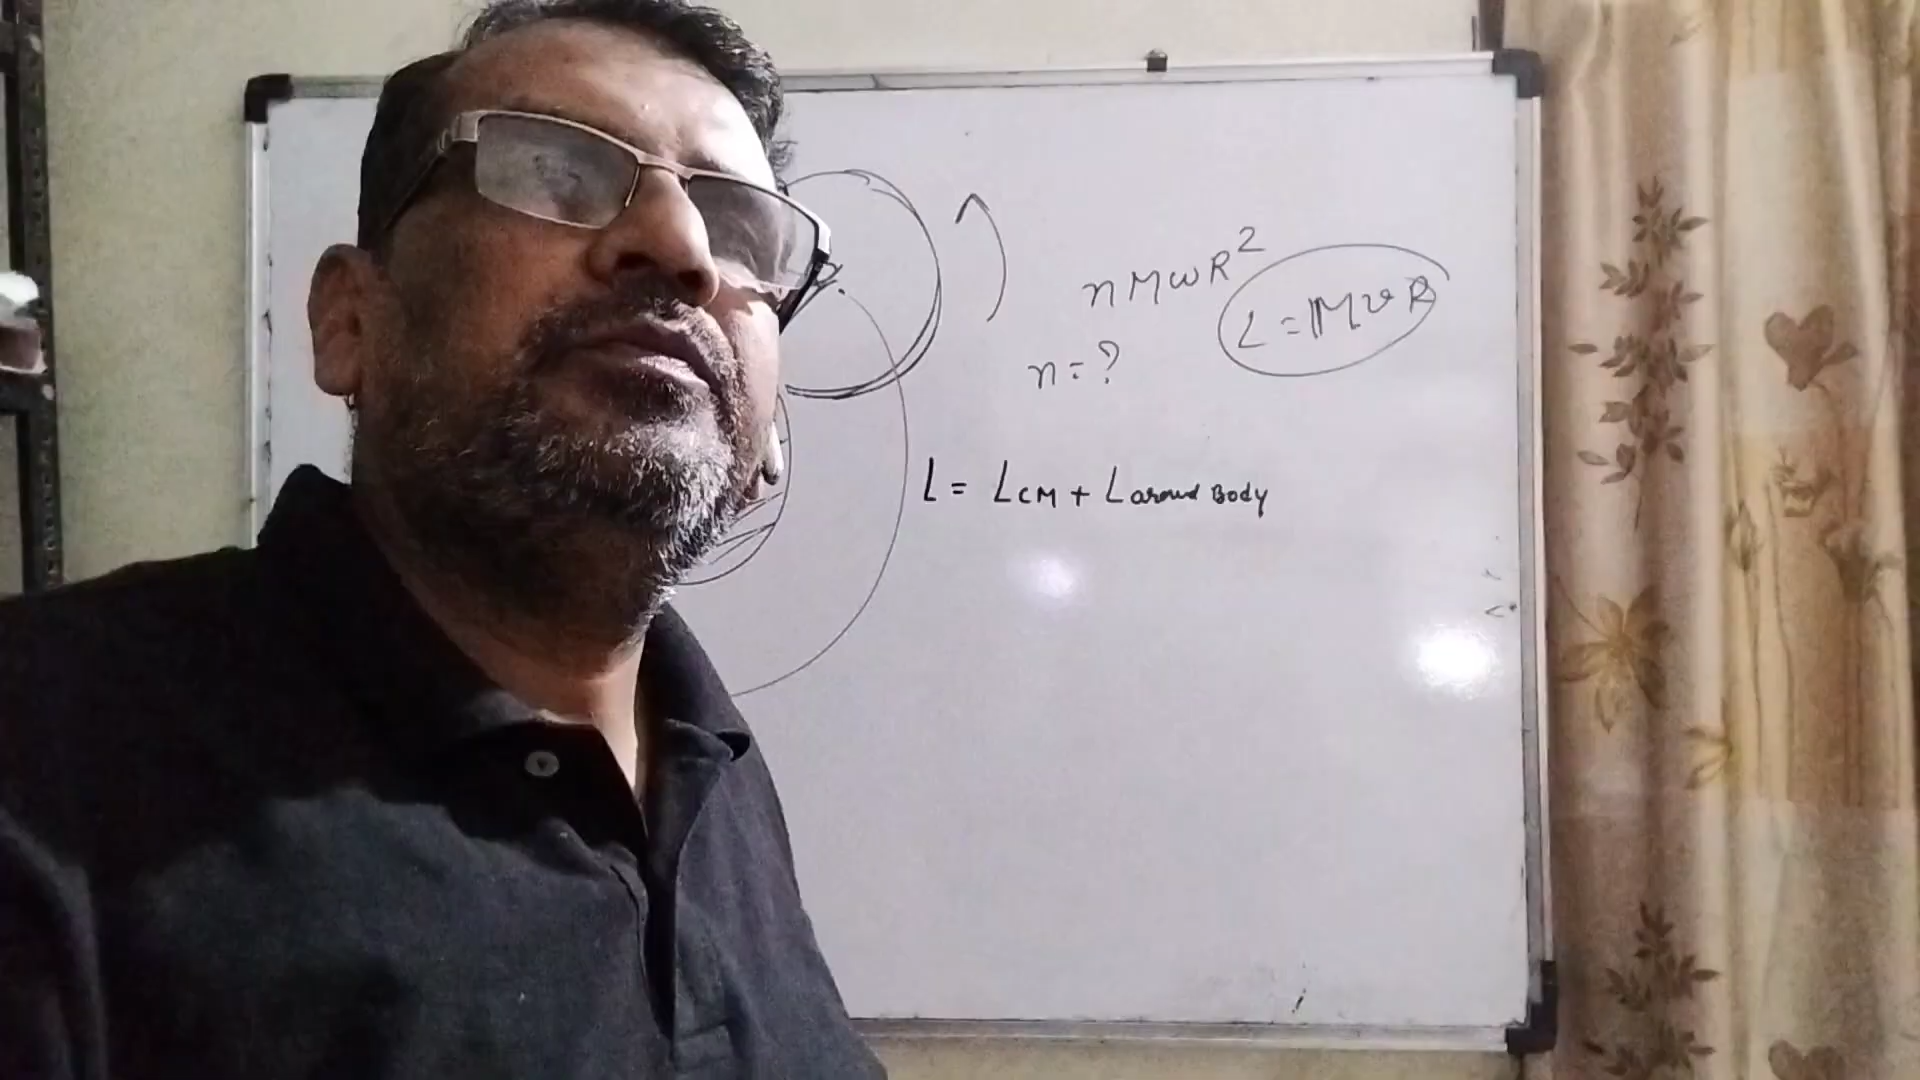 nMωR²
L = MvR
n = ?
L = LCM + Laround Body